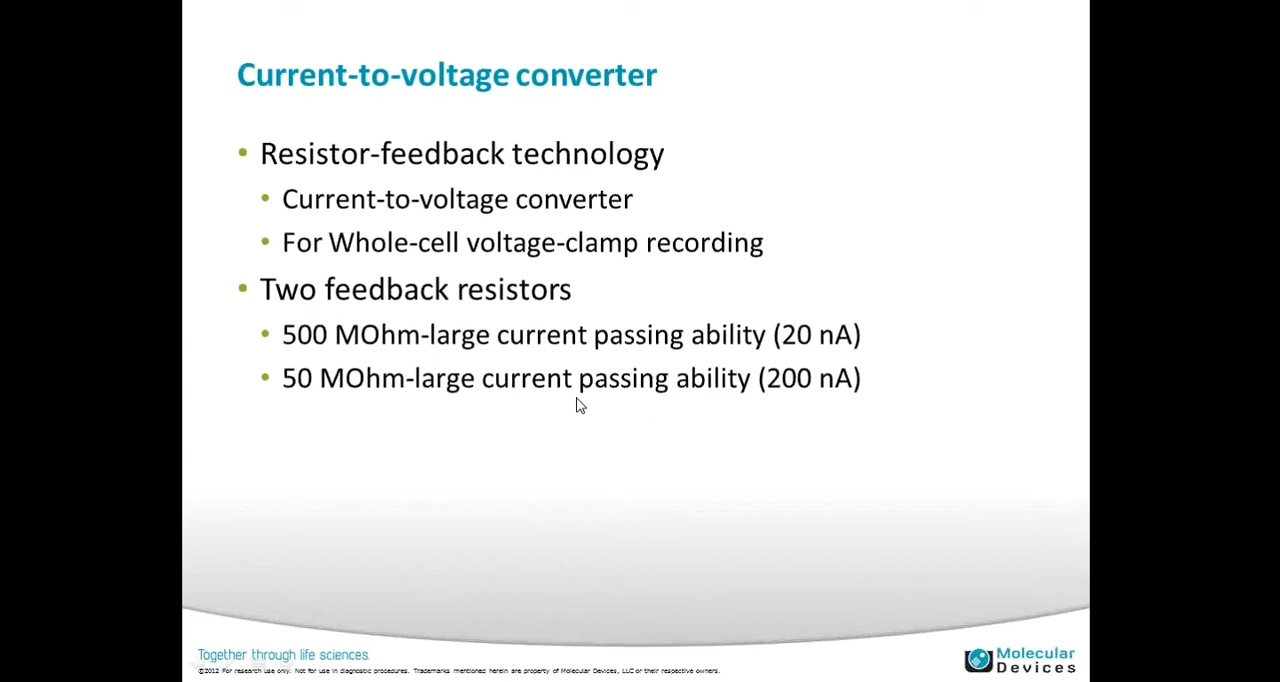 Current-to-voltage converter
• Resistor-feedback technology
• Current-to-voltage converter
• For Whole-cell voltage-clamp recording
• Two feedback resistors
• 500 MOhm-large current passing ability (20 nA)
• 50 MOhm-large current passing ability (200 nA)
Together through life sciences.
©2012 For research use only. Not for use in diagnostic procedures. Trademarks mentioned herein are property of Molecular Devices, LLC or their respective owners.
Molecular
Devices